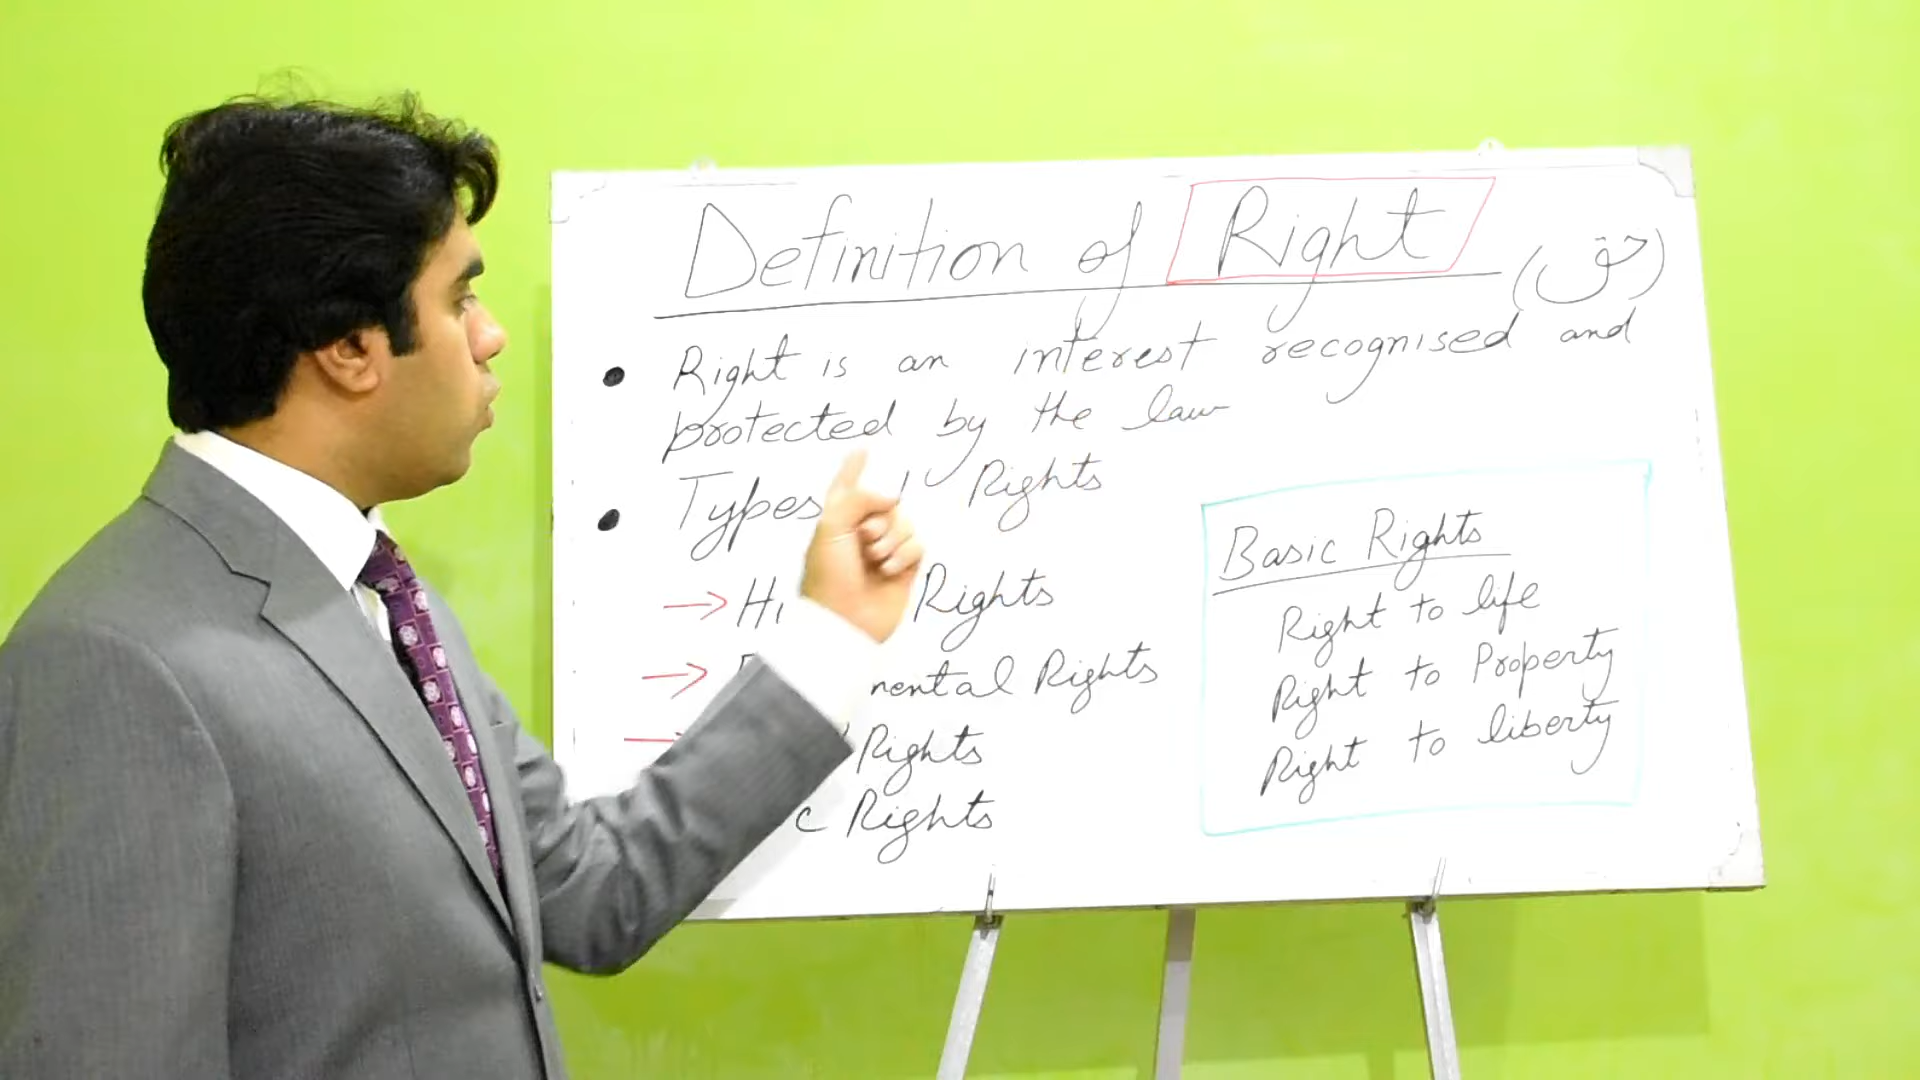 Definition of Right (حق)
• Right is an interest recognised and
protected by the law
• Types Rights
→ Rights
→ Rights
Rights
Rights
Basic Rights
Right to life
Right to Property
Right to liberty